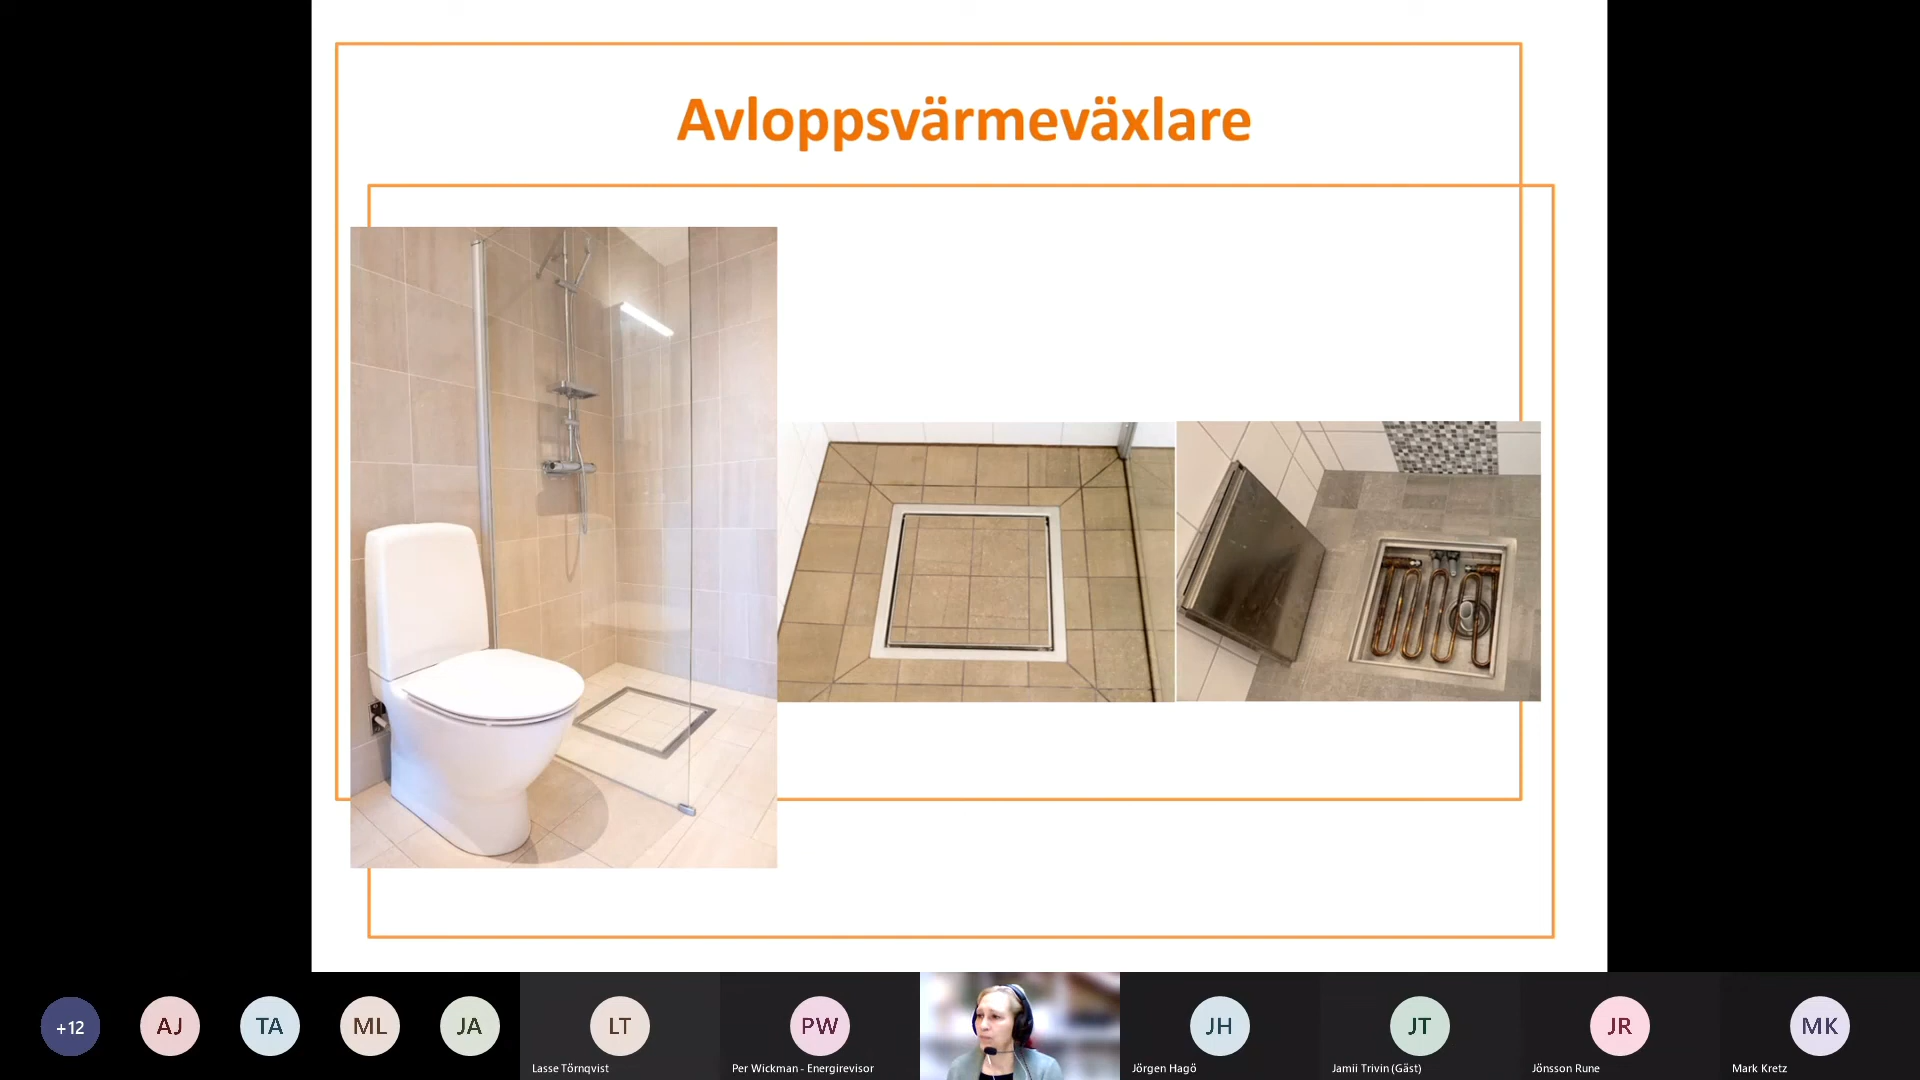 Avloppsvärmeväxlare
+12
AJ
TA
ML
JA
LT
PW
JH
JT
JR
MK
Lasse Törnqvist
Per Wickman - Energirevisor
Jörgen Hagö
Jamii Trivin (Gäst)
Jönsson Rune
Mark Kretz